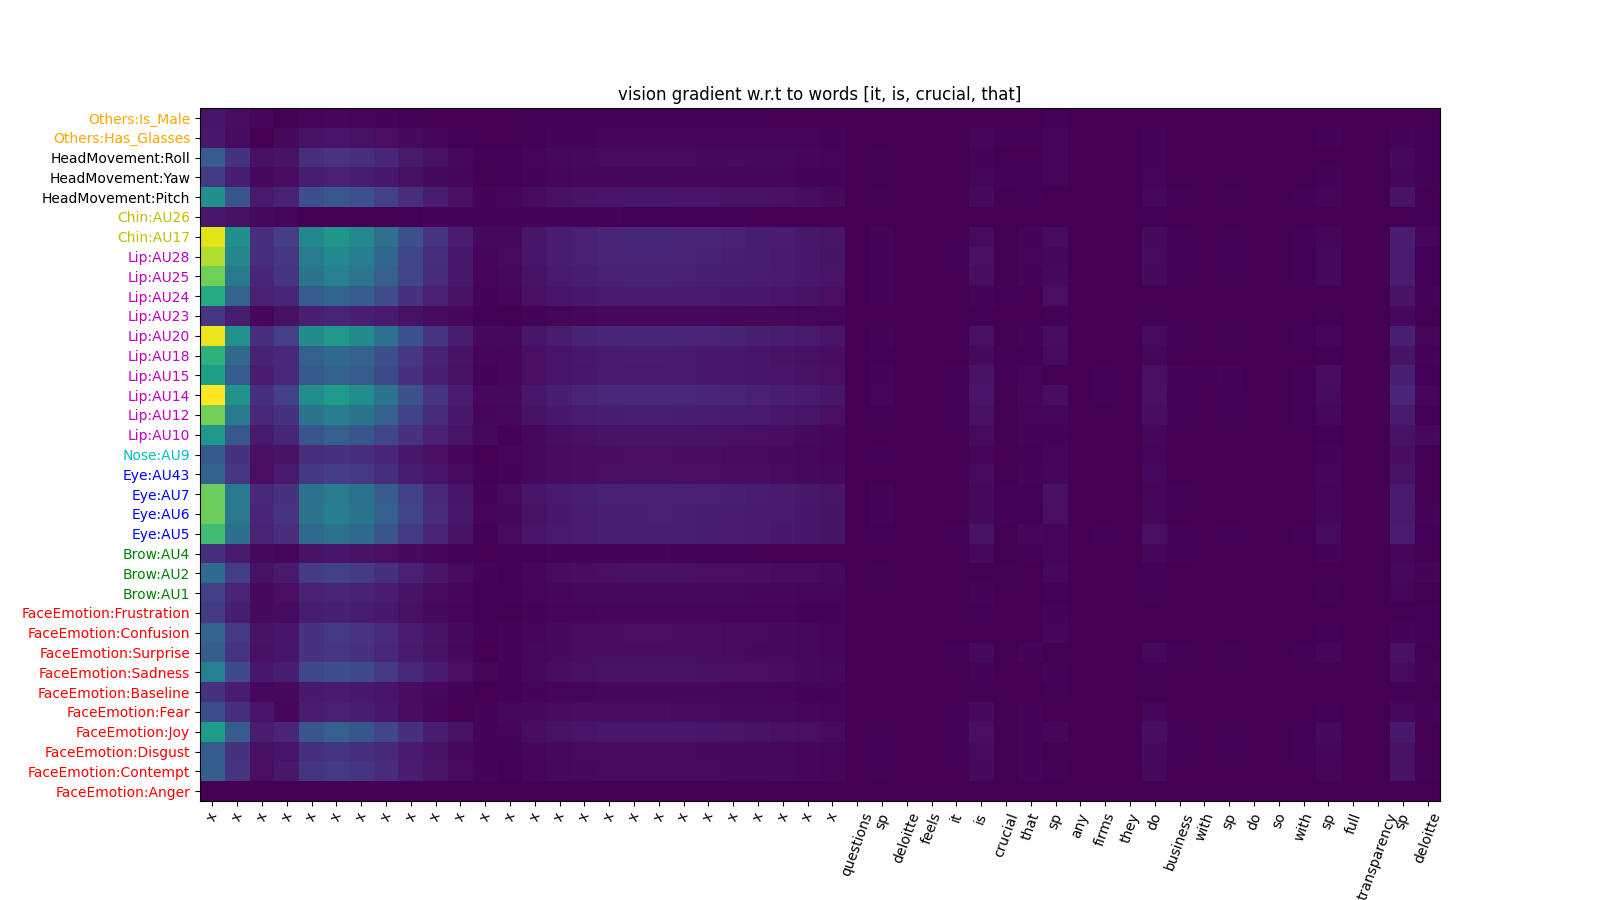 vision gradient w.r.t to words [it, is, crucial, that]
Others:Is_Male
Others:Has_Glasses
HeadMovement:Roll
HeadMovement:Yaw
HeadMovement:Pitch
Chin:AU26
Chin:AU17
Lip:AU28
Lip:AU25
Lip:AU24
Lip:AU23
Lip:AU20
Lip:AU18
Lip:AU15
Lip:AU14
Lip:AU12
Lip:AU10
Nose:AU9
Eye:AU43
Eye:AU7
Eye:AU6
Eye:AU5
Brow:AU4
Brow:AU2
Brow:AU1
FaceEmotion:Frustration
FaceEmotion:Confusion
FaceEmotion:Surprise
FaceEmotion:Sadness
FaceEmotion:Baseline
FaceEmotion:Fear
FaceEmotion:Joy
FaceEmotion:Disgust
FaceEmotion:Contempt
FaceEmotion:Anger
x x x x x x x x x x x x x x x x x x x x x x x x x x questions sp deloitte feels it is crucial that sp any firms they do business with sp do so with sp full transparency sp deloitte